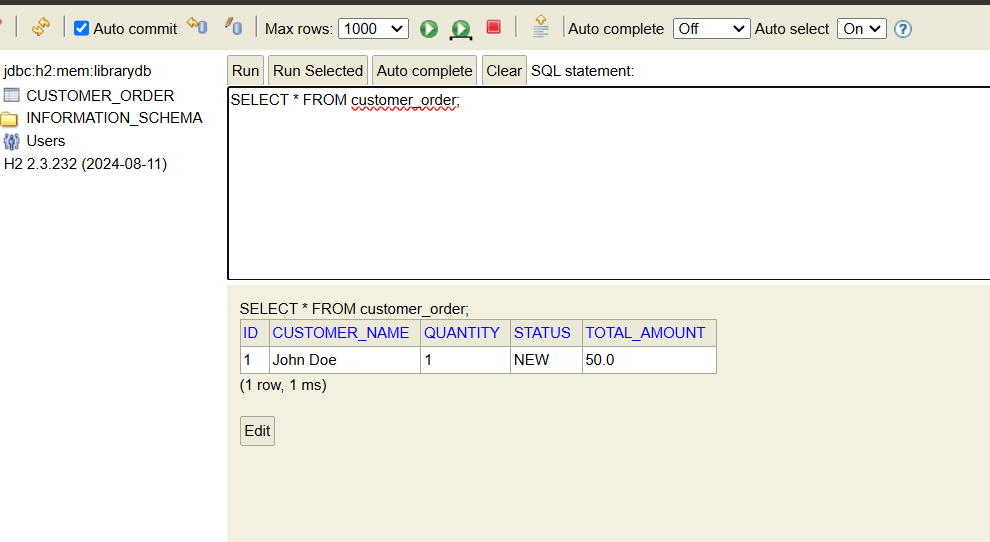 Auto commit Max rows: 1000 Auto complete Off Auto select On ?
jdbc:h2:mem:librarydb
CUSTOMER_ORDER
INFORMATION_SCHEMA
Users
H2 2.3.232 (2024-08-11)
Run Run Selected Auto complete Clear SQL statement:
SELECT * FROM customer_order;
SELECT * FROM customer_order;
ID CUSTOMER_NAME QUANTITY STATUS TOTAL_AMOUNT
1 John Doe 1 NEW 50.0
(1 row, 1 ms)
Edit